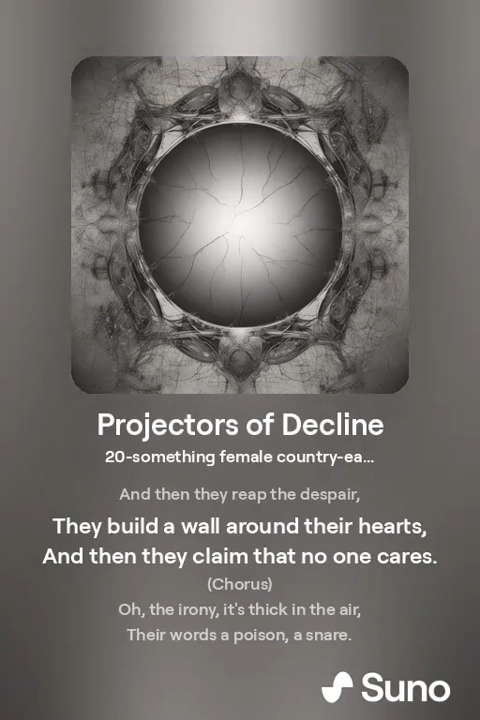 Projectors of Decline
20-something female country-ea...
And then they reap the despair,
They build a wall around their hearts,
And then they claim that no one cares.
(Chorus)
Oh, the irony, it's thick in the air,
Their words a poison, a snare.
Suno